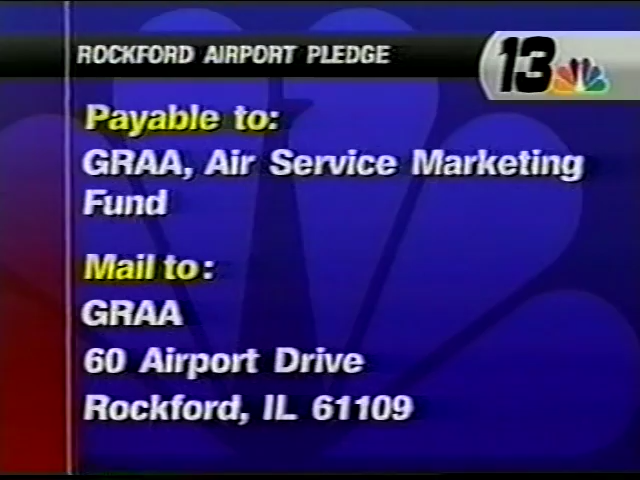 ROCKFORD AIRPORT PLEDGE
13
Payable to:
GRAA, Air Service Marketing
Fund
Mail to:
GRAA
60 Airport Drive
Rockford, IL 61109